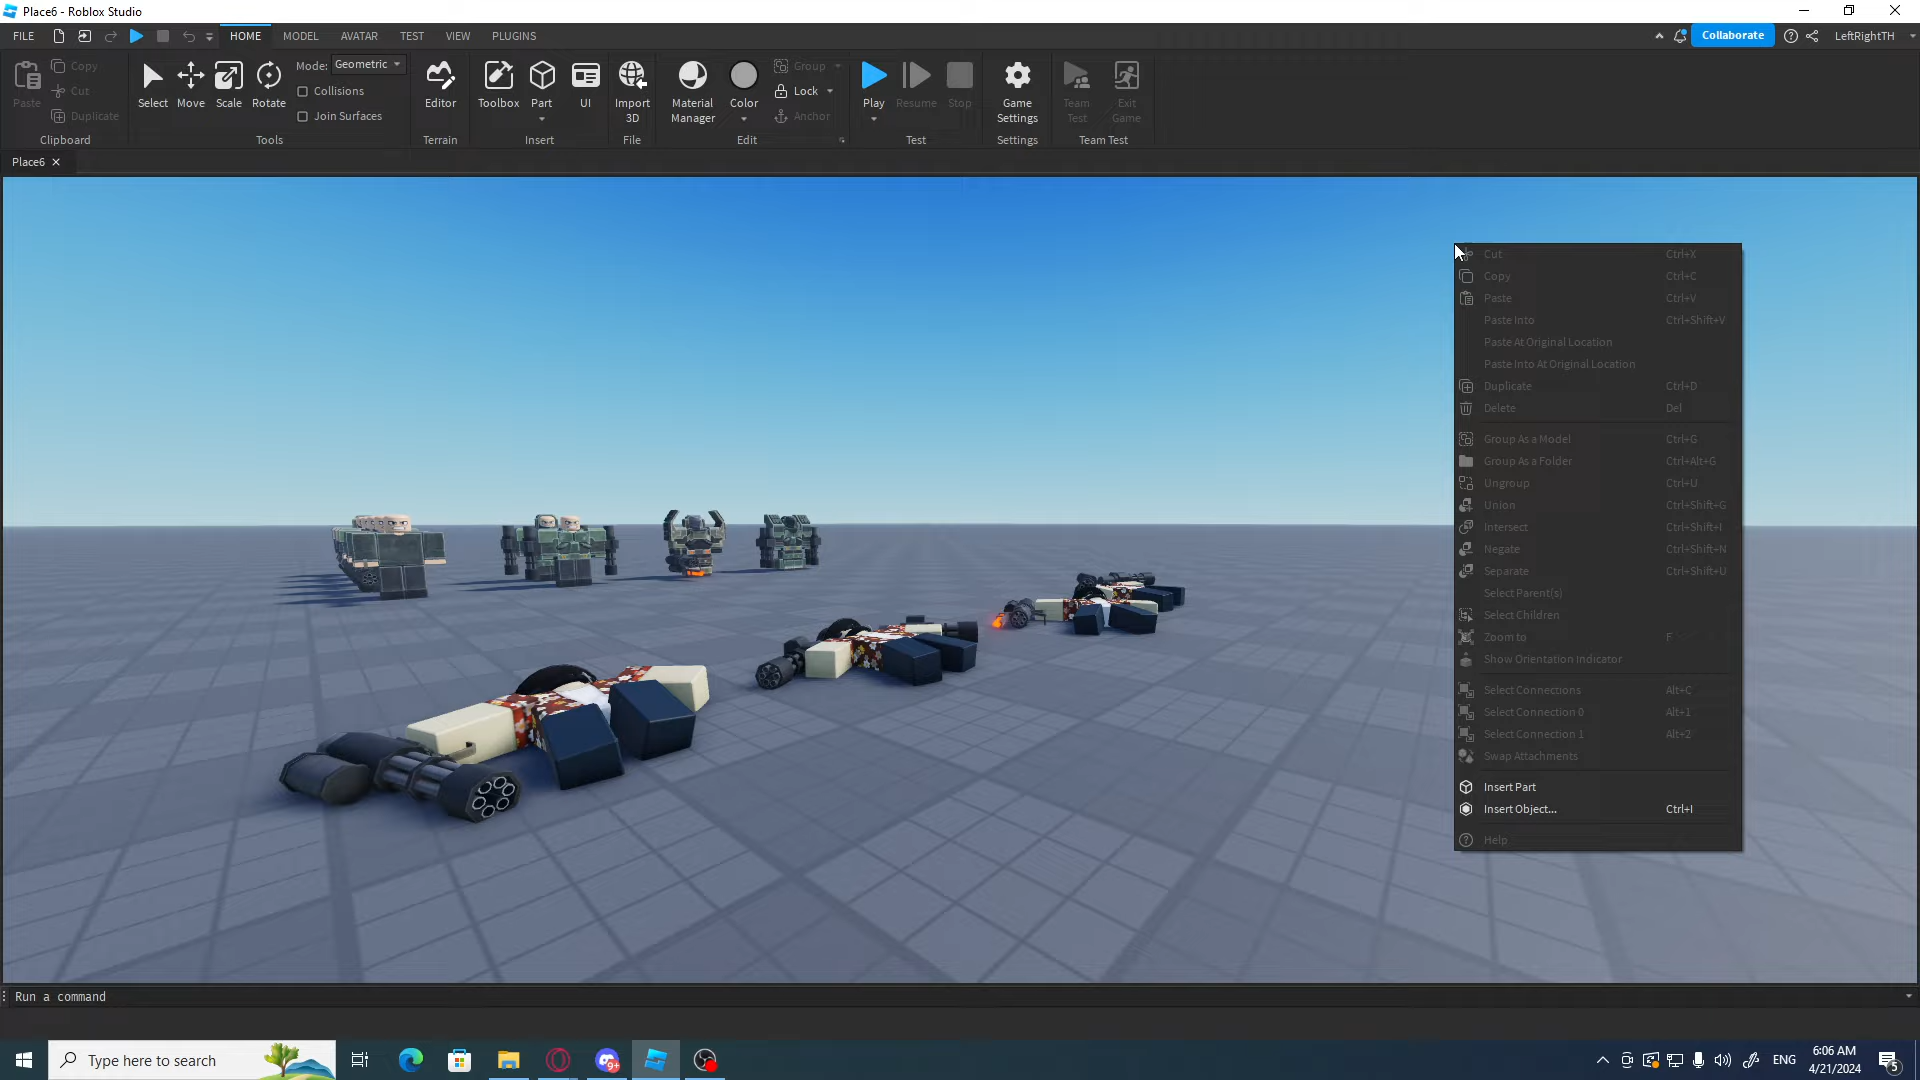 Place6 - Roblox Studio
FILE HOME MODEL AVATAR TEST VIEW PLUGINS Collaborate LeftRightTH
Paste
Copy
Cut
Duplicate
Clipboard
Select Move Scale Rotate
Mode: Geometric
Collisions
Join Surfaces
Tools
Editor
Terrain
Toolbox Part UI
Insert
Import
3D
File
Material
Manager
Color
Group
Lock
Anchor
Edit
Play Resume Stop
Test
Game
Settings
Settings
Team
Test
Exit
Game
Team Test
Place6
Cut Ctrl+X
Copy Ctrl+C
Paste Ctrl+V
Paste Into Ctrl+Shift+V
Paste At Original Location
Paste Into At Original Location
Duplicate Ctrl+D
Delete Del
Group As a Model Ctrl+G
Group As a Folder Ctrl+Alt+G
Ungroup Ctrl+U
Union Ctrl+Shift+G
Intersect Ctrl+Shift+I
Negate Ctrl+Shift+N
Separate Ctrl+Shift+U
Select Parent(s)
Select Children
Zoom to F
Show Orientation Indicator
Select Connections Alt+C
Select Connection 0 Alt+1
Select Connection 1 Alt+2
Swap Attachments
Insert Part
Insert Object... Ctrl+I
Help
Run a command
Type here to search
9+
ENG
6:06 AM
4/21/2024
5